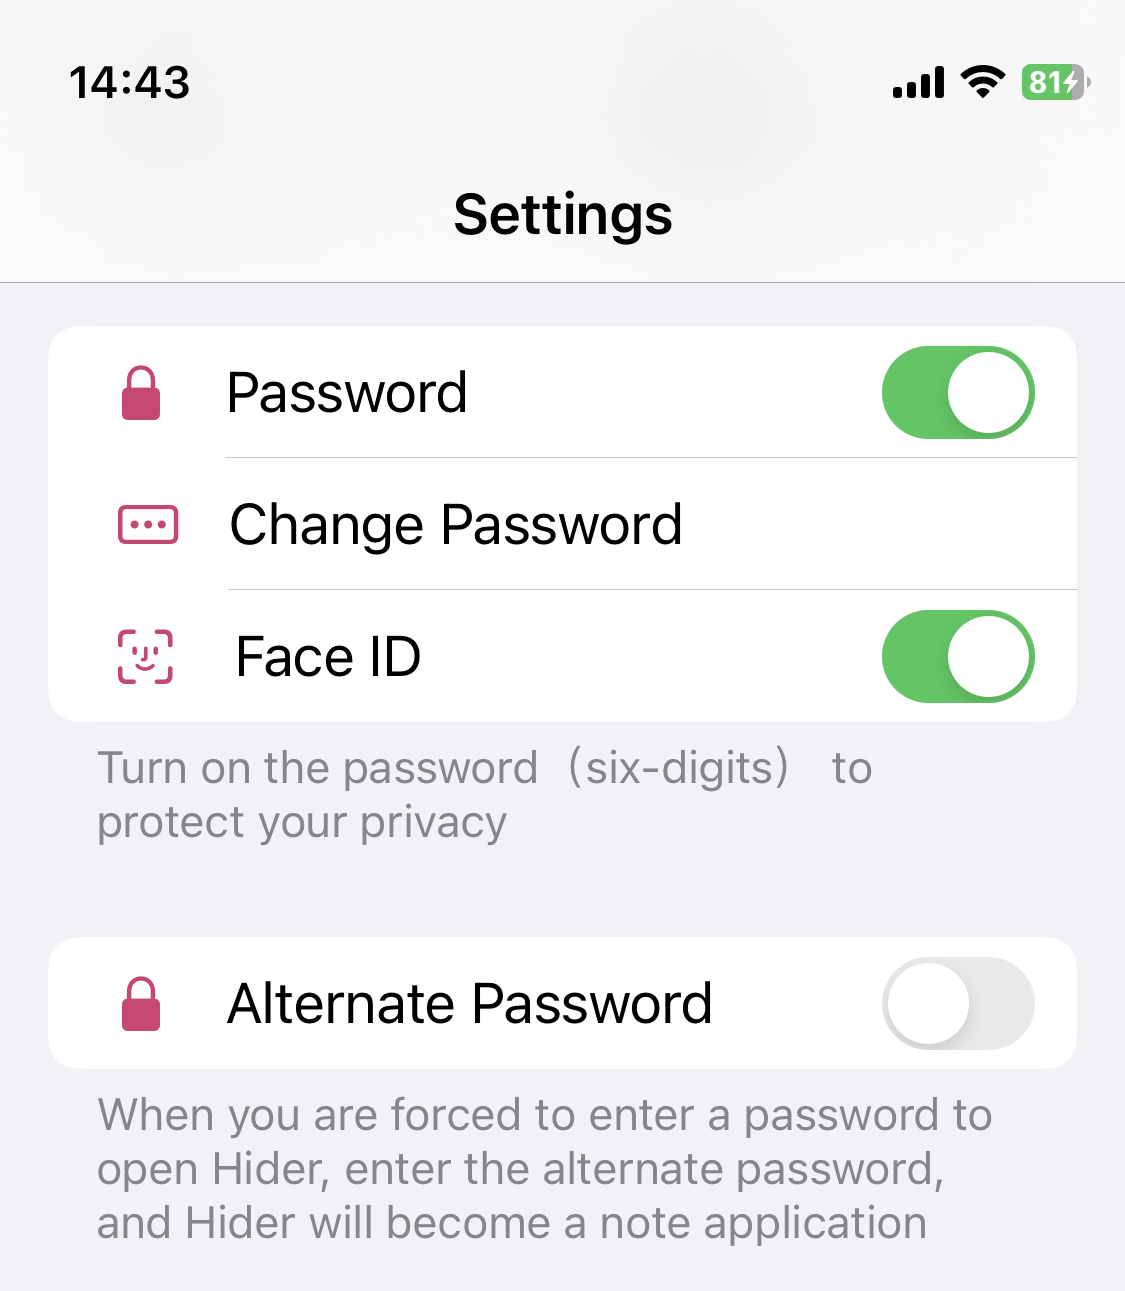 14:43
81
Settings
Password
Change Password
Face ID
Turn on the password（six-digits） to
protect your privacy
Alternate Password
When you are forced to enter a password to
open Hider, enter the alternate password,
and Hider will become a note application